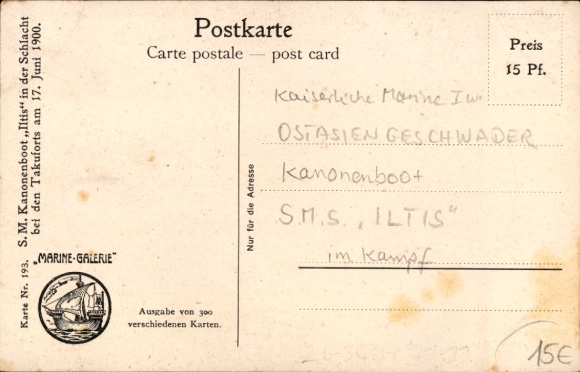 Postkarte
Carte postale — post card
Preis
15 Pf.
Karte Nr. 193. S. M. Kanonenboot „Iltis" in der Schlacht
bei den Takuforts am 17. Juni 1900.
„MARINE-GALERIE"
Ausgabe von 300
verschiedenen Karten.
Nur für die Adresse
Kaiserliche Marine I w.
OSTASIENGESCHWADER
Kanonenboot
S.M.S. „ILTIS"
im Kampf
15€